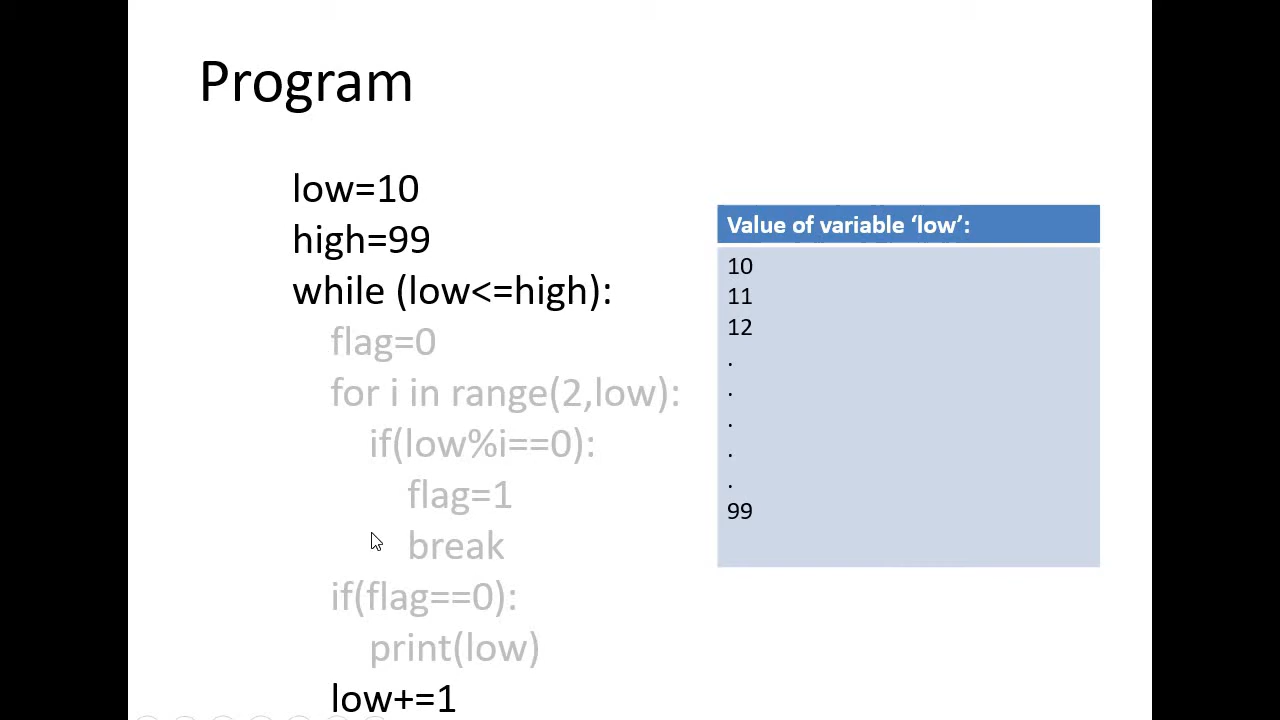 Program
low=10
high=99
while (low<=high):
flag=0
for i in range(2,low):
if(low%i==0):
flag=1
break
if(flag==0):
print(low)
low+=1
Value of variable ‘low’:
10
11
12
.
.
.
.
.
99